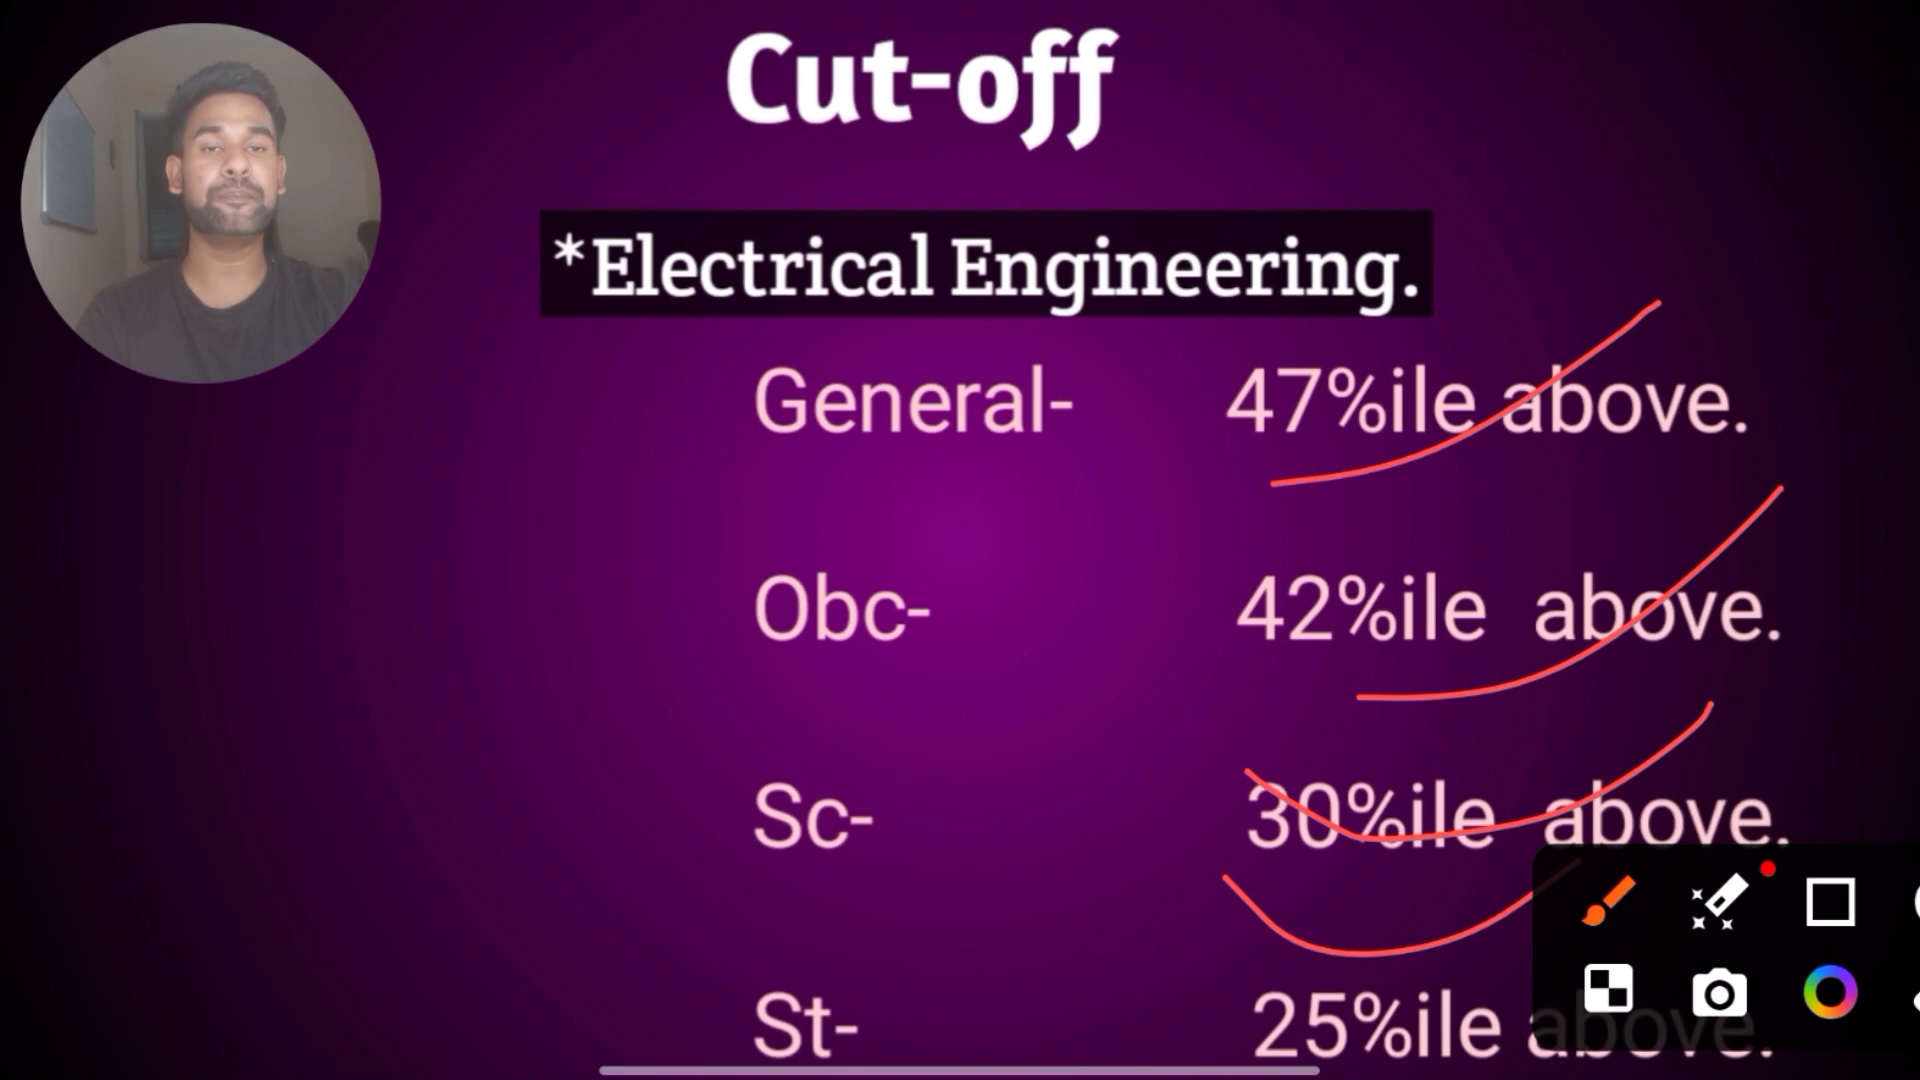 Cut-off
*Electrical Engineering.
General- 47%ile above.
Obc- 42%ile above.
Sc- 30%ile above.
St- 25%ile above.